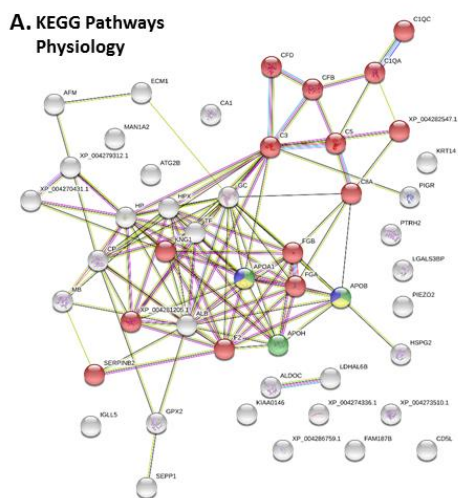 A. KEGG Pathways
Physiology
C1QC
CFD
CFB
C1QA
AFM
ECM1
CA1
MAN1A2
C3
C5
XP_004282547.1
XP_004279312.1
ATG2B
KRT14
XP_004270431.1
GC
C8A
PIGR
HP
HPX
PTRH2
TF
CP
KNG1
FGB
LGALS3BP
APOA1
FGA
APOB
PIEZO2
MB
XP_004281205.1
ALB
F2
APOH
HSPG2
SERPINB2
ALDOC
LDHAL6B
IGLL5
GPX2
KIAA0146
XP_004274336.1
XP_004273510.1
XP_004286759.1
FAM187B
CD5L
SEPP1